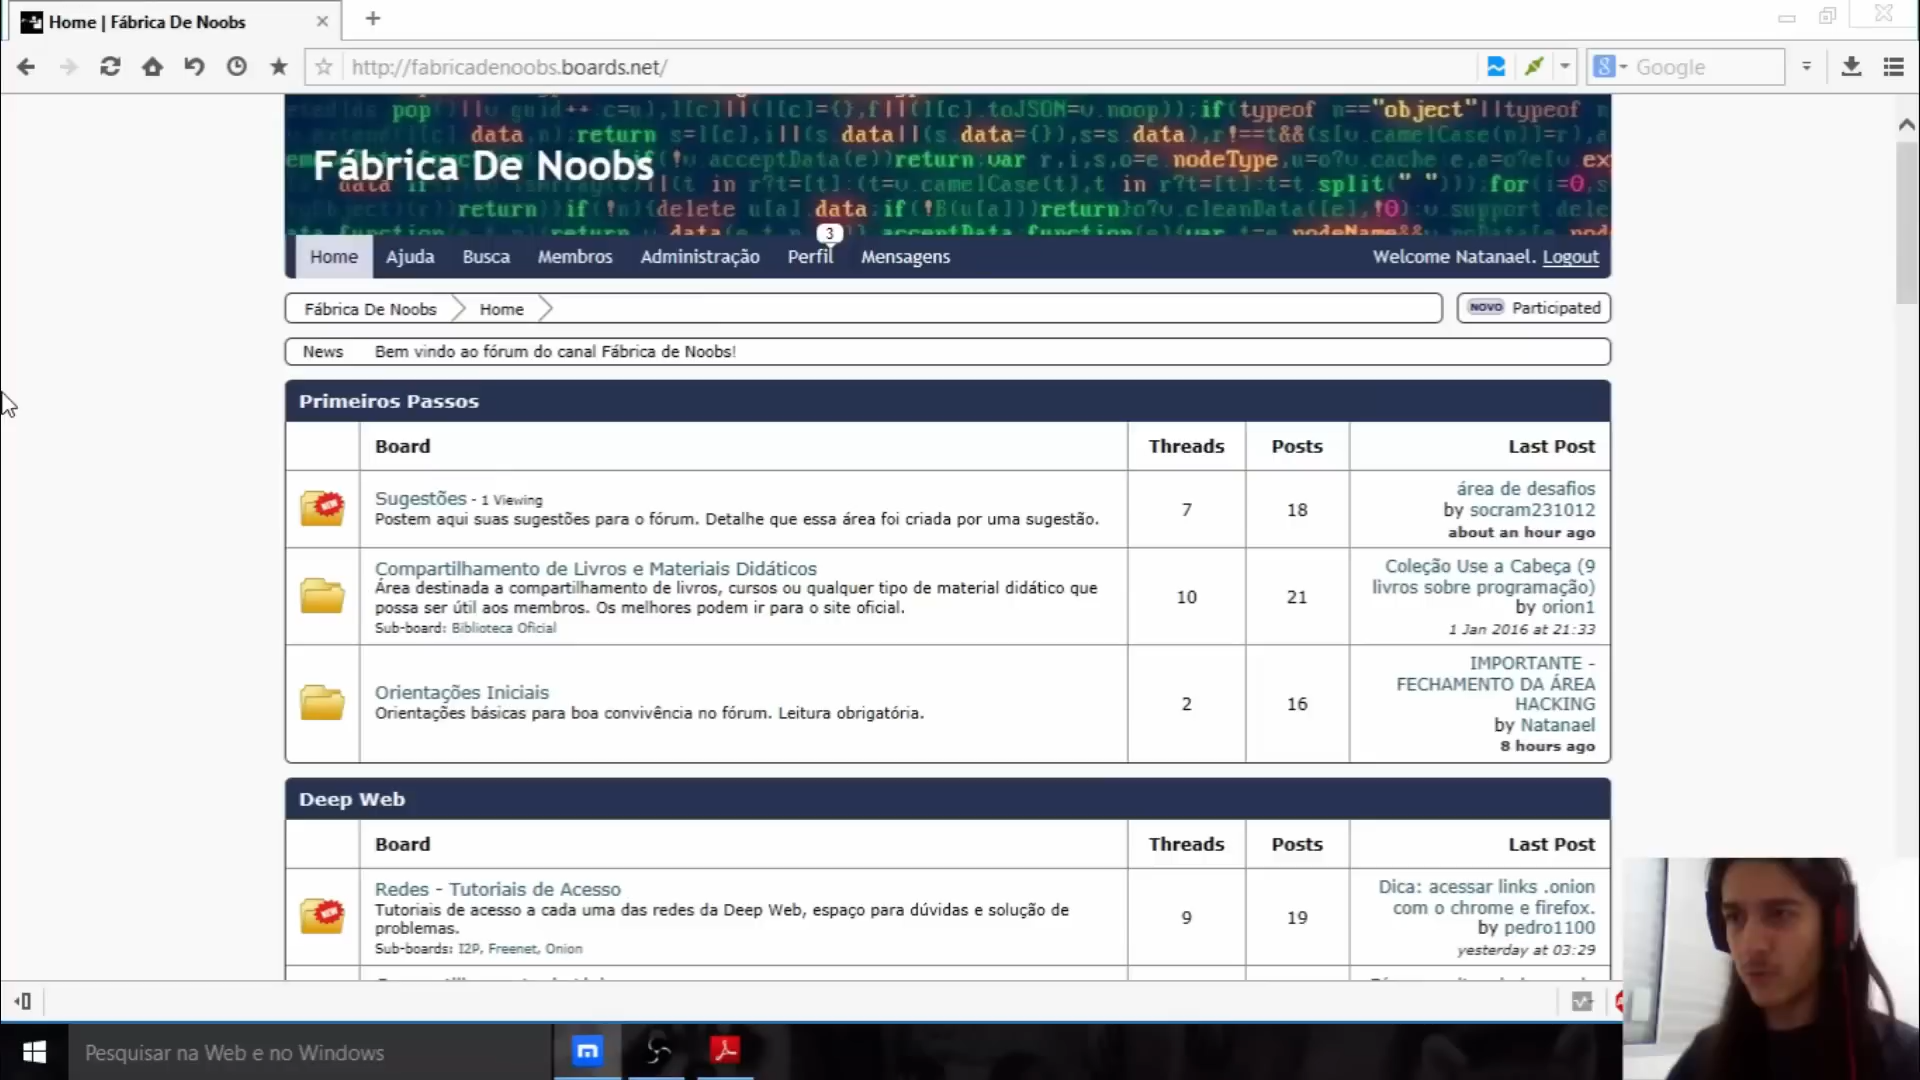 Home | Fábrica De Noobs
http://fabricadenoobs.boards.net/
Google
Fábrica De Noobs
Home
Ajuda
Busca
Membros
Administração
Perfil
3
Mensagens
Welcome Natanael. Logout
Fábrica De Noobs
Home
NOVO Participated
News
Bem vindo ao fórum do canal Fábrica de Noobs!
Primeiros Passos
Board
Threads
Posts
Last Post
Sugestões - 1 Viewing
Postem aqui suas sugestões para o fórum. Detalhe que essa área foi criada por uma sugestão.
7
18
área de desafios
by socram231012
about an hour ago
Compartilhamento de Livros e Materiais Didáticos
Área destinada a compartilhamento de livros, cursos ou qualquer tipo de material didático que
possa ser útil aos membros. Os melhores podem ir para o site oficial.
Sub-board: Biblioteca Oficial
10
21
Coleção Use a Cabeça (9
livros sobre programação)
by orion1
1 Jan 2016 at 21:33
Orientações Iniciais
Orientações básicas para boa convivência no fórum. Leitura obrigatória.
2
16
IMPORTANTE -
FECHAMENTO DA ÁREA
HACKING
by Natanael
8 hours ago
Deep Web
Board
Threads
Posts
Last Post
Redes - Tutoriais de Acesso
Tutoriais de acesso a cada uma das redes da Deep Web, espaço para dúvidas e solução de
problemas.
Sub-boards: I2P, Freenet, Onion
9
19
Dica: acessar links .onion
com o chrome e firefox.
by pedro1100
yesterday at 03:29
Pesquisar na Web e no Windows